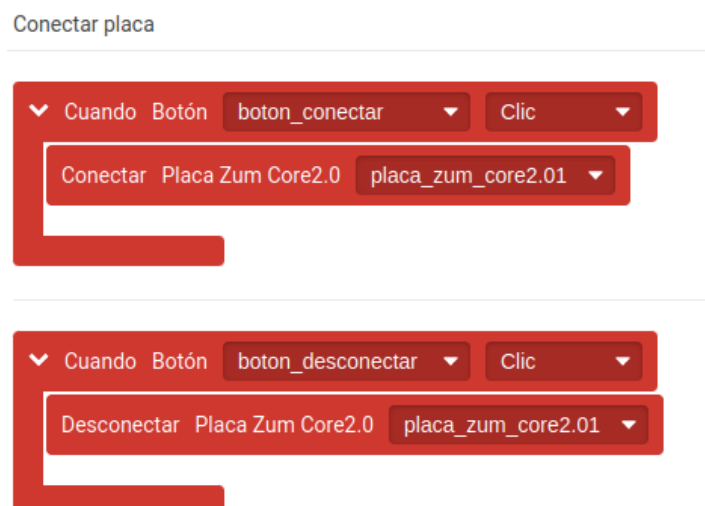 Conectar placa
Cuando Botón boton_conectar Clic
Conectar Placa Zum Core2.0 placa_zum_core2.01
Cuando Botón boton_desconectar Clic
Desconectar Placa Zum Core2.0 placa_zum_core2.01